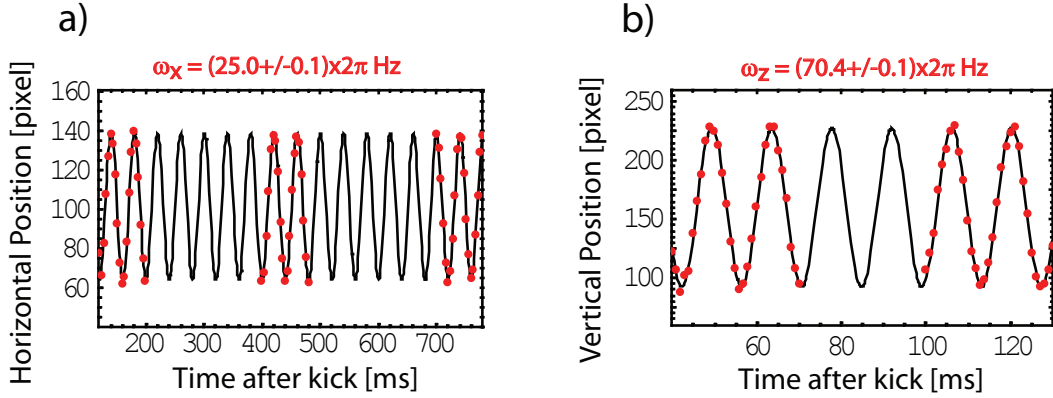 a)
ωx = (25.0+/-0.1)x2π Hz
Horizontal Position [pixel]
160
140
120
100
80
60
200 300 400 500 600 700
Time after kick [ms]
b)
ωz = (70.4+/-0.1)x2π Hz
Vertical Position [pixel]
250
200
150
100
60 80 100 120
Time after kick [ms]